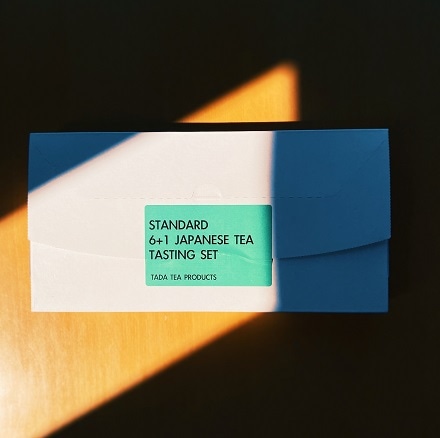 STANDARD
6+1 JAPANESE TEA
TASTING SET
TADA TEA PRODUCTS